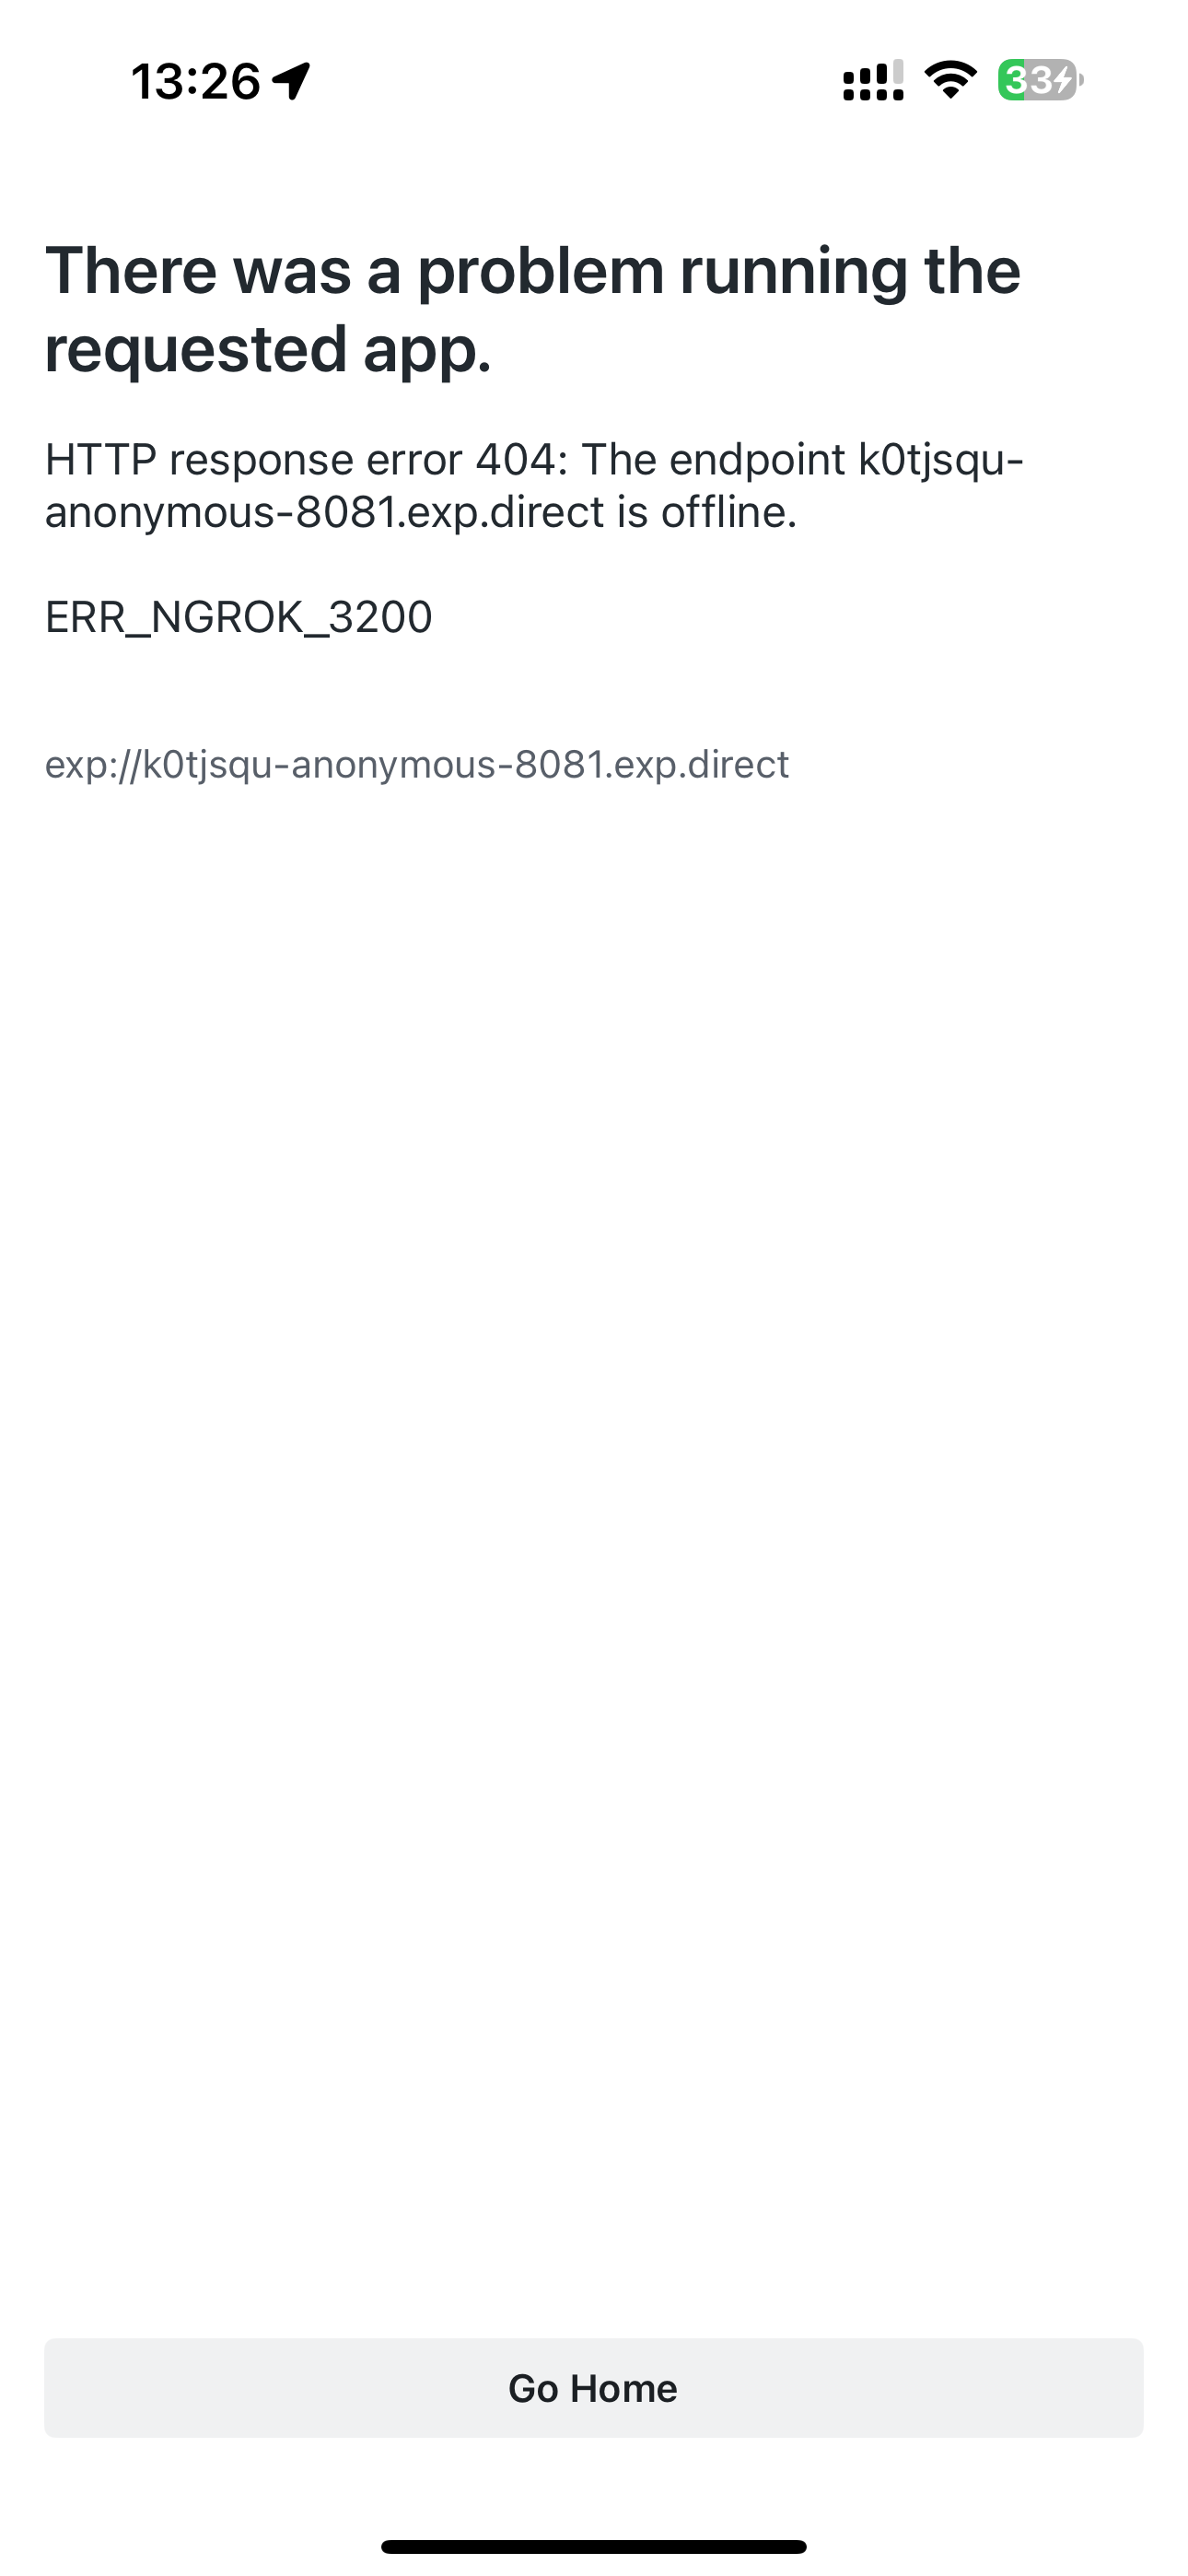 13:26
33
There was a problem running the
requested app.
HTTP response error 404: The endpoint k0tjsqu-
anonymous-8081.exp.direct is offline.
ERR_NGROK_3200
exp://k0tjsqu-anonymous-8081.exp.direct
Go Home